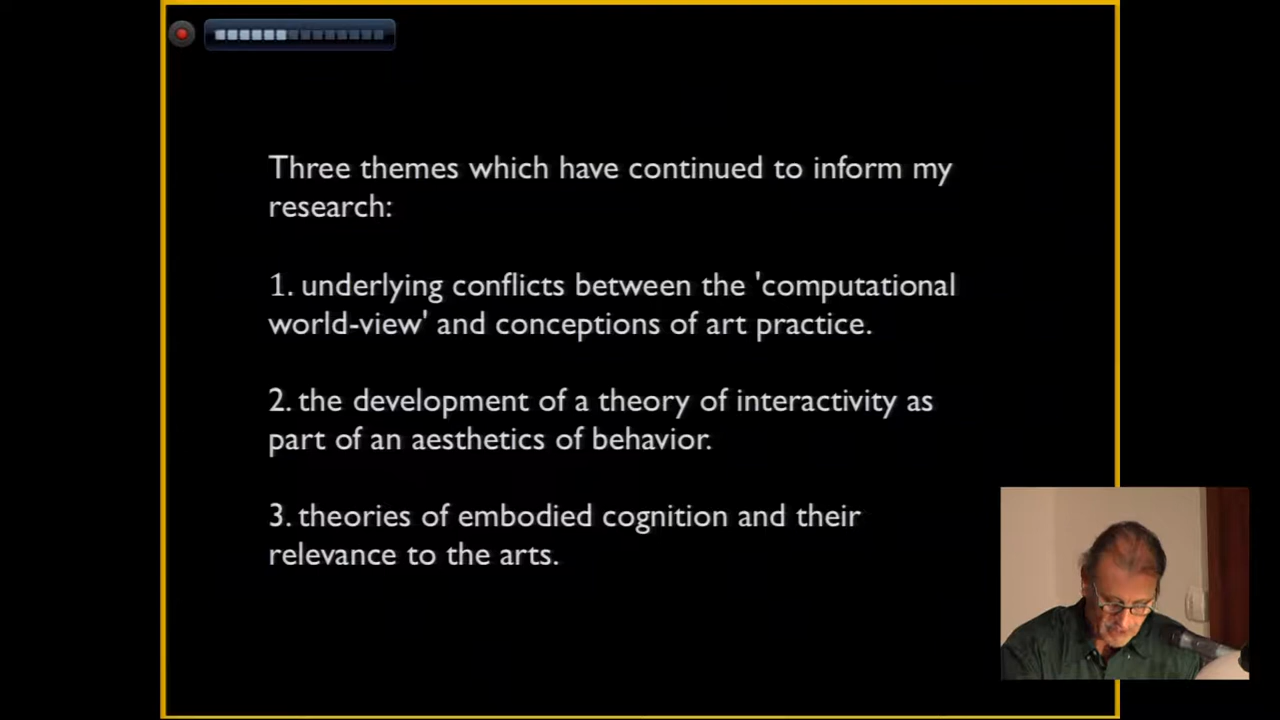 Three themes which have continued to inform my
research:
1. underlying conflicts between the 'computational
world-view' and conceptions of art practice.
2. the development of a theory of interactivity as
part of an aesthetics of behavior.
3. theories of embodied cognition and their
relevance to the arts.